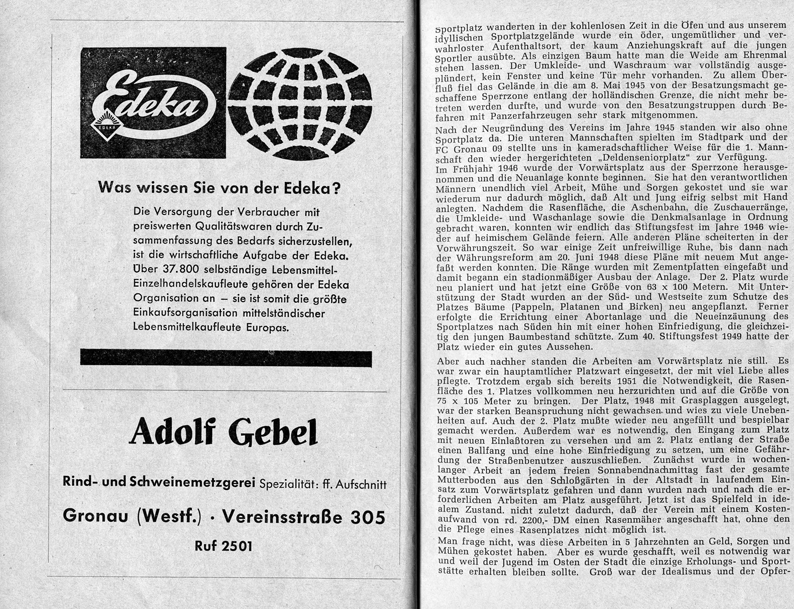 Edeka
EDEKA
Was wissen Sie von der Edeka?
Die Versorgung der Verbraucher mit
preiswerten Qualitätswaren durch Zu-
sammenfassung des Bedarfs sicherzustellen,
ist die wirtschaftliche Aufgabe der Edeka.
Über 37.800 selbständige Lebensmittel-
Einzelhandelskaufleute gehören der Edeka
Organisation an – sie ist somit die größte
Einkaufsorganisation mittelständischer
Lebensmittelkaufleute Europas.
Adolf Gebel
Rind- und Schweinemetzgerei Spezialität: ff. Aufschnitt
Gronau (Westf.) · Vereinsstraße 305
Ruf 2501
Sportplatz wanderten in der kohlenlosen Zeit in die Öfen und aus unserem
idyllischen Sportplatzgelände wurde ein öder, ungemütlicher und ver-
wahrloster Aufenthaltsort, der kaum Anziehungskraft auf die jungen
Sportler ausübte. Als einzigen Baum hatte man die Weide am Ehrenmal
stehen lassen. Der Umkleide- und Waschraum war vollständig ausge-
plündert, kein Fenster und keine Tür mehr vorhanden. Zu allem Über-
fluß fiel das Gelände in die am 8. Mai 1945 von der Besatzungsmacht ge-
schaffene Sperrzone entlang der holländischen Grenze, die nicht mehr be-
treten werden durfte, und wurde von den Besatzungstruppen durch Be-
fahren mit Panzerfahrzeugen sehr stark mitgenommen.
Nach der Neugründung des Vereins im Jahre 1945 standen wir also ohne
Sportplatz da. Die unteren Mannschaften spielten im Stadtpark und der
FC Gronau 09 stellte uns in kameradschaftlicher Weise für die 1. Mann-
schaft den wieder hergerichteten „Deldenseniorplatz" zur Verfügung.
Im Frühjahr 1946 wurde der Vorwärtsplatz aus der Sperrzone herausge-
nommen und die Neuanlage konnte beginnen. Sie hat den verantwortlichen
Männern unendlich viel Arbeit, Mühe und Sorgen gekostet und sie war
wiederum nur dadurch möglich, daß Alt und Jung eifrig selbst mit Hand
anlegten. Nachdem die Rasenfläche, die Aschenbahn, die Zuschauerränge,
die Umkleide- und Waschanlage sowie die Denkmalsanlage in Ordnung
gebracht waren, konnten wir endlich das Stiftungsfest im Jahre 1946 wie-
der auf heimischem Gelände feiern. Alle anderen Pläne scheiterten in der
Vorwährungszeit. So war einige Zeit unfreiwillige Ruhe, bis dann nach
der Währungsreform am 20. Juni 1948 diese Pläne mit neuem Mut ange-
faßt werden konnten. Die Ränge wurden mit Zementplatten eingefaßt und
damit begann ein stadionmäßiger Ausbau der Anlage. Der 2. Platz wurde
neu planiert und hat jetzt eine Größe von 63 x 100 Metern. Mit Unter-
stützung der Stadt wurden an der Süd- und Westseite zum Schutze des
Platzes Bäume (Pappeln, Platanen und Birken) neu angepflanzt. Ferner
erfolgte die Errichtung einer Abortanlage und die Neueinzäunung des
Sportplatzes nach Süden hin mit einer hohen Einfriedigung, die gleichzei-
tig den jungen Baumbestand schützte. Zum 40. Stiftungsfest 1949 hatte der
Platz wieder ein gutes Aussehen.
Aber auch nachher standen die Arbeiten am Vorwärtsplatz nie still. Es
war zwar ein hauptamtlicher Platzwart eingesetzt, der mit viel Liebe alles
pflegte. Trotzdem ergab sich bereits 1951 die Notwendigkeit, die Rasen-
fläche des 1. Platzes vollkommen neu herzurichten und auf die Größe von
75 x 105 Meter zu bringen. Der Platz, 1948 mit Grasplaggen ausgelegt,
war der starken Beanspruchung nicht gewachsen und wies zu viele Uneben-
heiten auf. Auch der 2. Platz mußte wieder neu angefüllt und bespielbar
gemacht werden. Außerdem war es notwendig, den Eingang zum Platz
mit neuen Einlaßtoren zu versehen und am 2. Platz entlang der Straße
einen Ballfang und eine hohe Einfriedigung zu setzen, um eine Gefähr-
dung der Straßenbenutzer auszuschließen. Zunächst wurde in wochen-
langer Arbeit an jedem freien Sonnabendnachmittag fast der gesamte
Mutterboden aus den Schloßgärten in der Altstadt in laufendem Ein-
satz zum Vorwärtsplatz gefahren und dann wurden nach und nach die er-
forderlichen Arbeiten am Platz ausgeführt. Jetzt ist das Spielfeld in ide-
alem Zustand. nicht zuletzt dadurch, daß der Verein mit einem Kosten-
aufwand von rd. 2200,- DM einen Rasenmäher angeschafft hat, ohne den
die Pflege eines Rasenplatzes nicht möglich ist.
Man frage nicht, was diese Arbeiten in 5 Jahrzehnten an Geld, Sorgen und
Mühen gekostet haben. Aber es wurde geschafft, weil es notwendig war
und weil der Jugend im Osten der Stadt die einzige Erholungs- und Sport-
stätte erhalten bleiben sollte. Groß war der Idealismus und der Opfer-